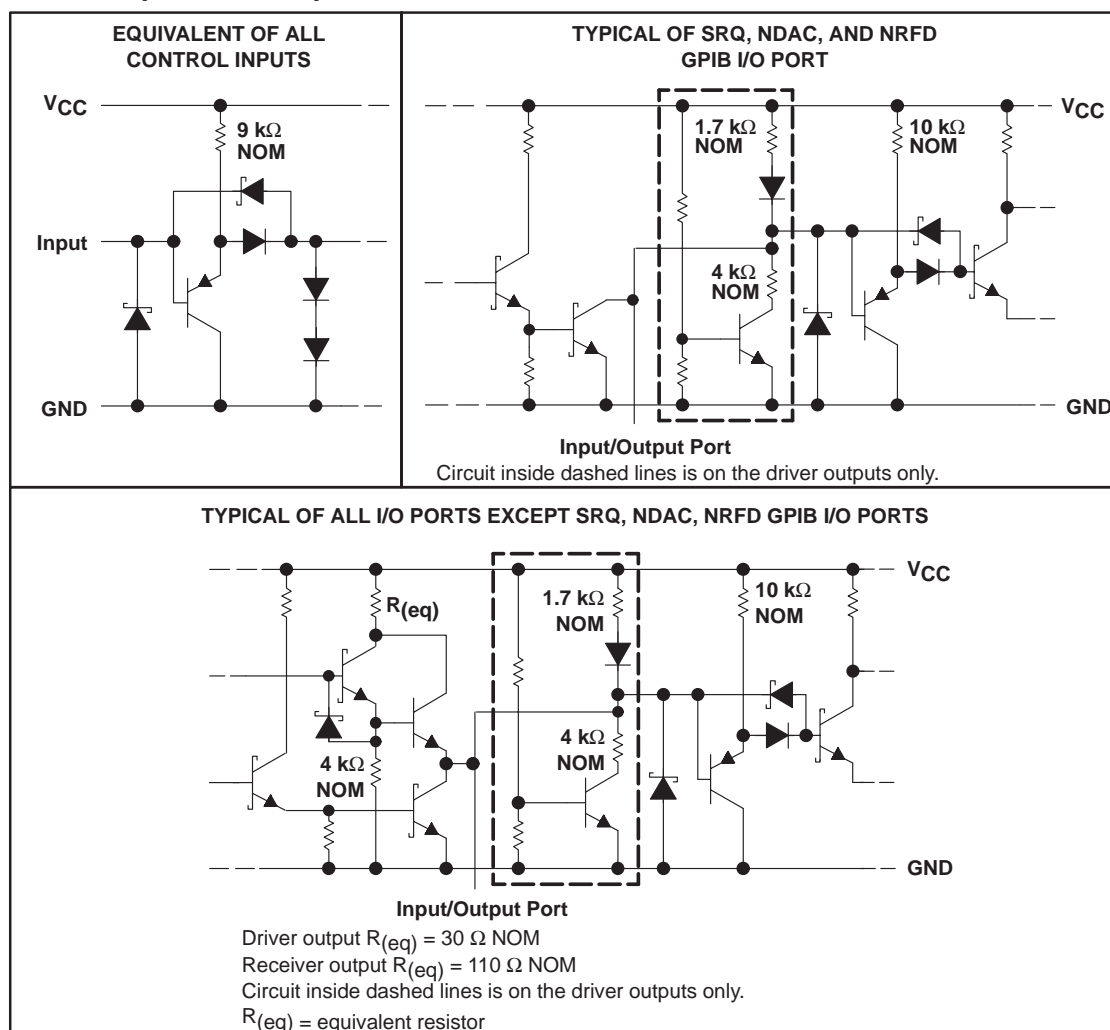 EQUIVALENT OF ALL
CONTROL INPUTS
VCC
9 kΩ
NOM
Input
GND
TYPICAL OF SRQ, NDAC, AND NRFD
GPIB I/O PORT
VCC
1.7 kΩ
NOM
10 kΩ
NOM
4 kΩ
NOM
GND
Input/Output Port
Circuit inside dashed lines is on the driver outputs only.
TYPICAL OF ALL I/O PORTS EXCEPT SRQ, NDAC, NRFD GPIB I/O PORTS
VCC
R(eq)
1.7 kΩ
NOM
10 kΩ
NOM
4 kΩ
NOM
4 kΩ
NOM
GND
Input/Output Port
Driver output R(eq) = 30 Ω NOM
Receiver output R(eq) = 110 Ω NOM
Circuit inside dashed lines is on the driver outputs only.
R(eq) = equivalent resistor